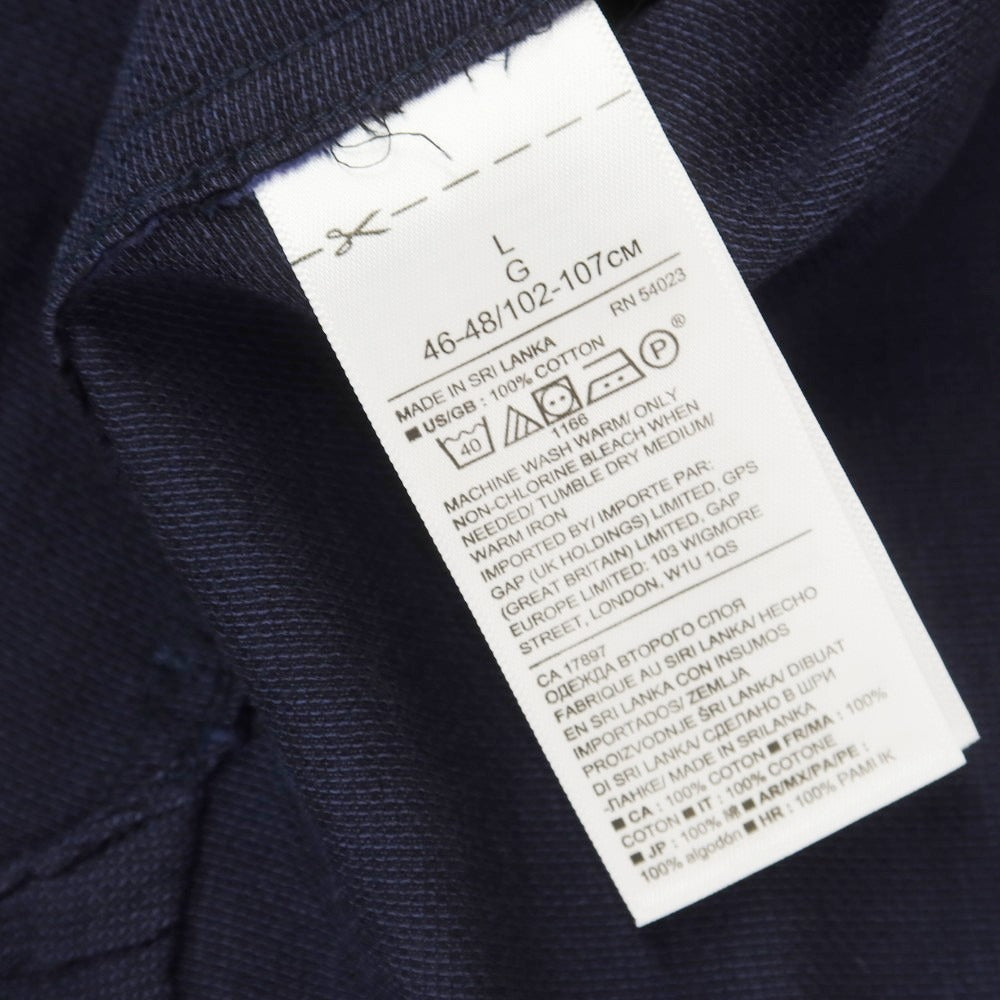 L
G
46-48/102-107CM
RN 54023
MADE IN SRI LANKA
■ US/GB : 100% COTTON
40
P
®
1166
MACHINE WASH WARM/ ONLY
NON-CHLORINE BLEACH WHEN
NEEDED/ TUMBLE DRY MEDIUM/
WARM IRON
IMPORTED BY/ IMPORTE PAR:
GAP (UK HOLDINGS) LIMITED, GPS
(GREAT BRITAIN) LIMITED, GAP
EUROPE LIMITED: 103 WIGMORE
STREET, LONDON, W1U 1QS
CA 17897
ОДЕЖДА ВТОРОГО СЛОЯ
FABRIQUE AU SIRI LANKA/ HECHO
EN SRI LANKA CON INSUMOS
IMPORTADOS/ ZEMLJA
PROIZVODNJE ŠRI LANKA/ DIBUAT
DI SRI LANKA/ СДЕЛАНО В ШРИ
-ЛАНКЕ/ MADE IN SRILANKA
■ CA : 100% COTON ■ FR/MA : 100%
COTON ■ IT : 100% COTONE
■ JP : 100% 綿 ■ AR/MX/PA/PE :
100% algodón ■ HR : 100% PAMUK